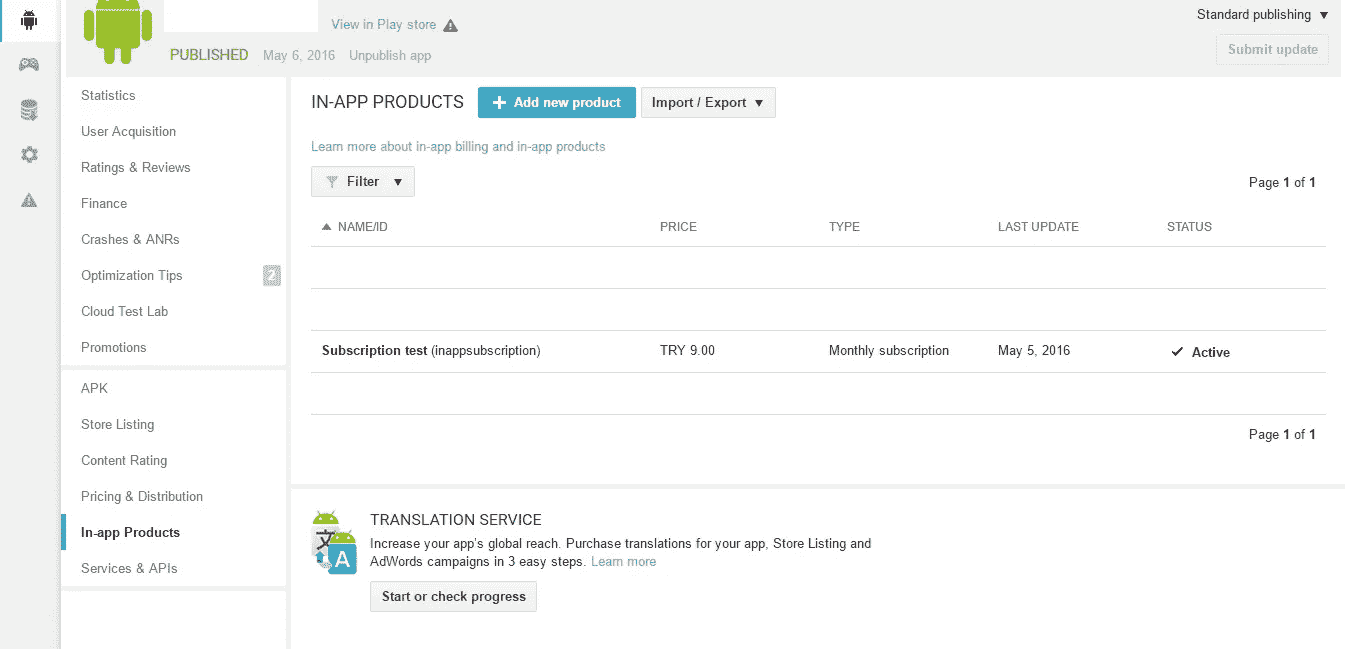 View in Play store
Standard publishing
PUBLISHED May 6, 2016 Unpublish app
Submit update
Statistics
User Acquisition
Ratings & Reviews
Finance
Crashes & ANRs
Optimization Tips 2
Cloud Test Lab
Promotions
APK
Store Listing
Content Rating
Pricing & Distribution
In-app Products
Services & APIs
IN-APP PRODUCTS + Add new product Import / Export
Learn more about in-app billing and in-app products
Filter
Page 1 of 1
NAME/ID PRICE TYPE LAST UPDATE STATUS
Subscription test (inappsubscription) TRY 9.00 Monthly subscription May 5, 2016 Active
Page 1 of 1
文 A
TRANSLATION SERVICE
Increase your app's global reach. Purchase translations for your app, Store Listing and
AdWords campaigns in 3 easy steps. Learn more
Start or check progress